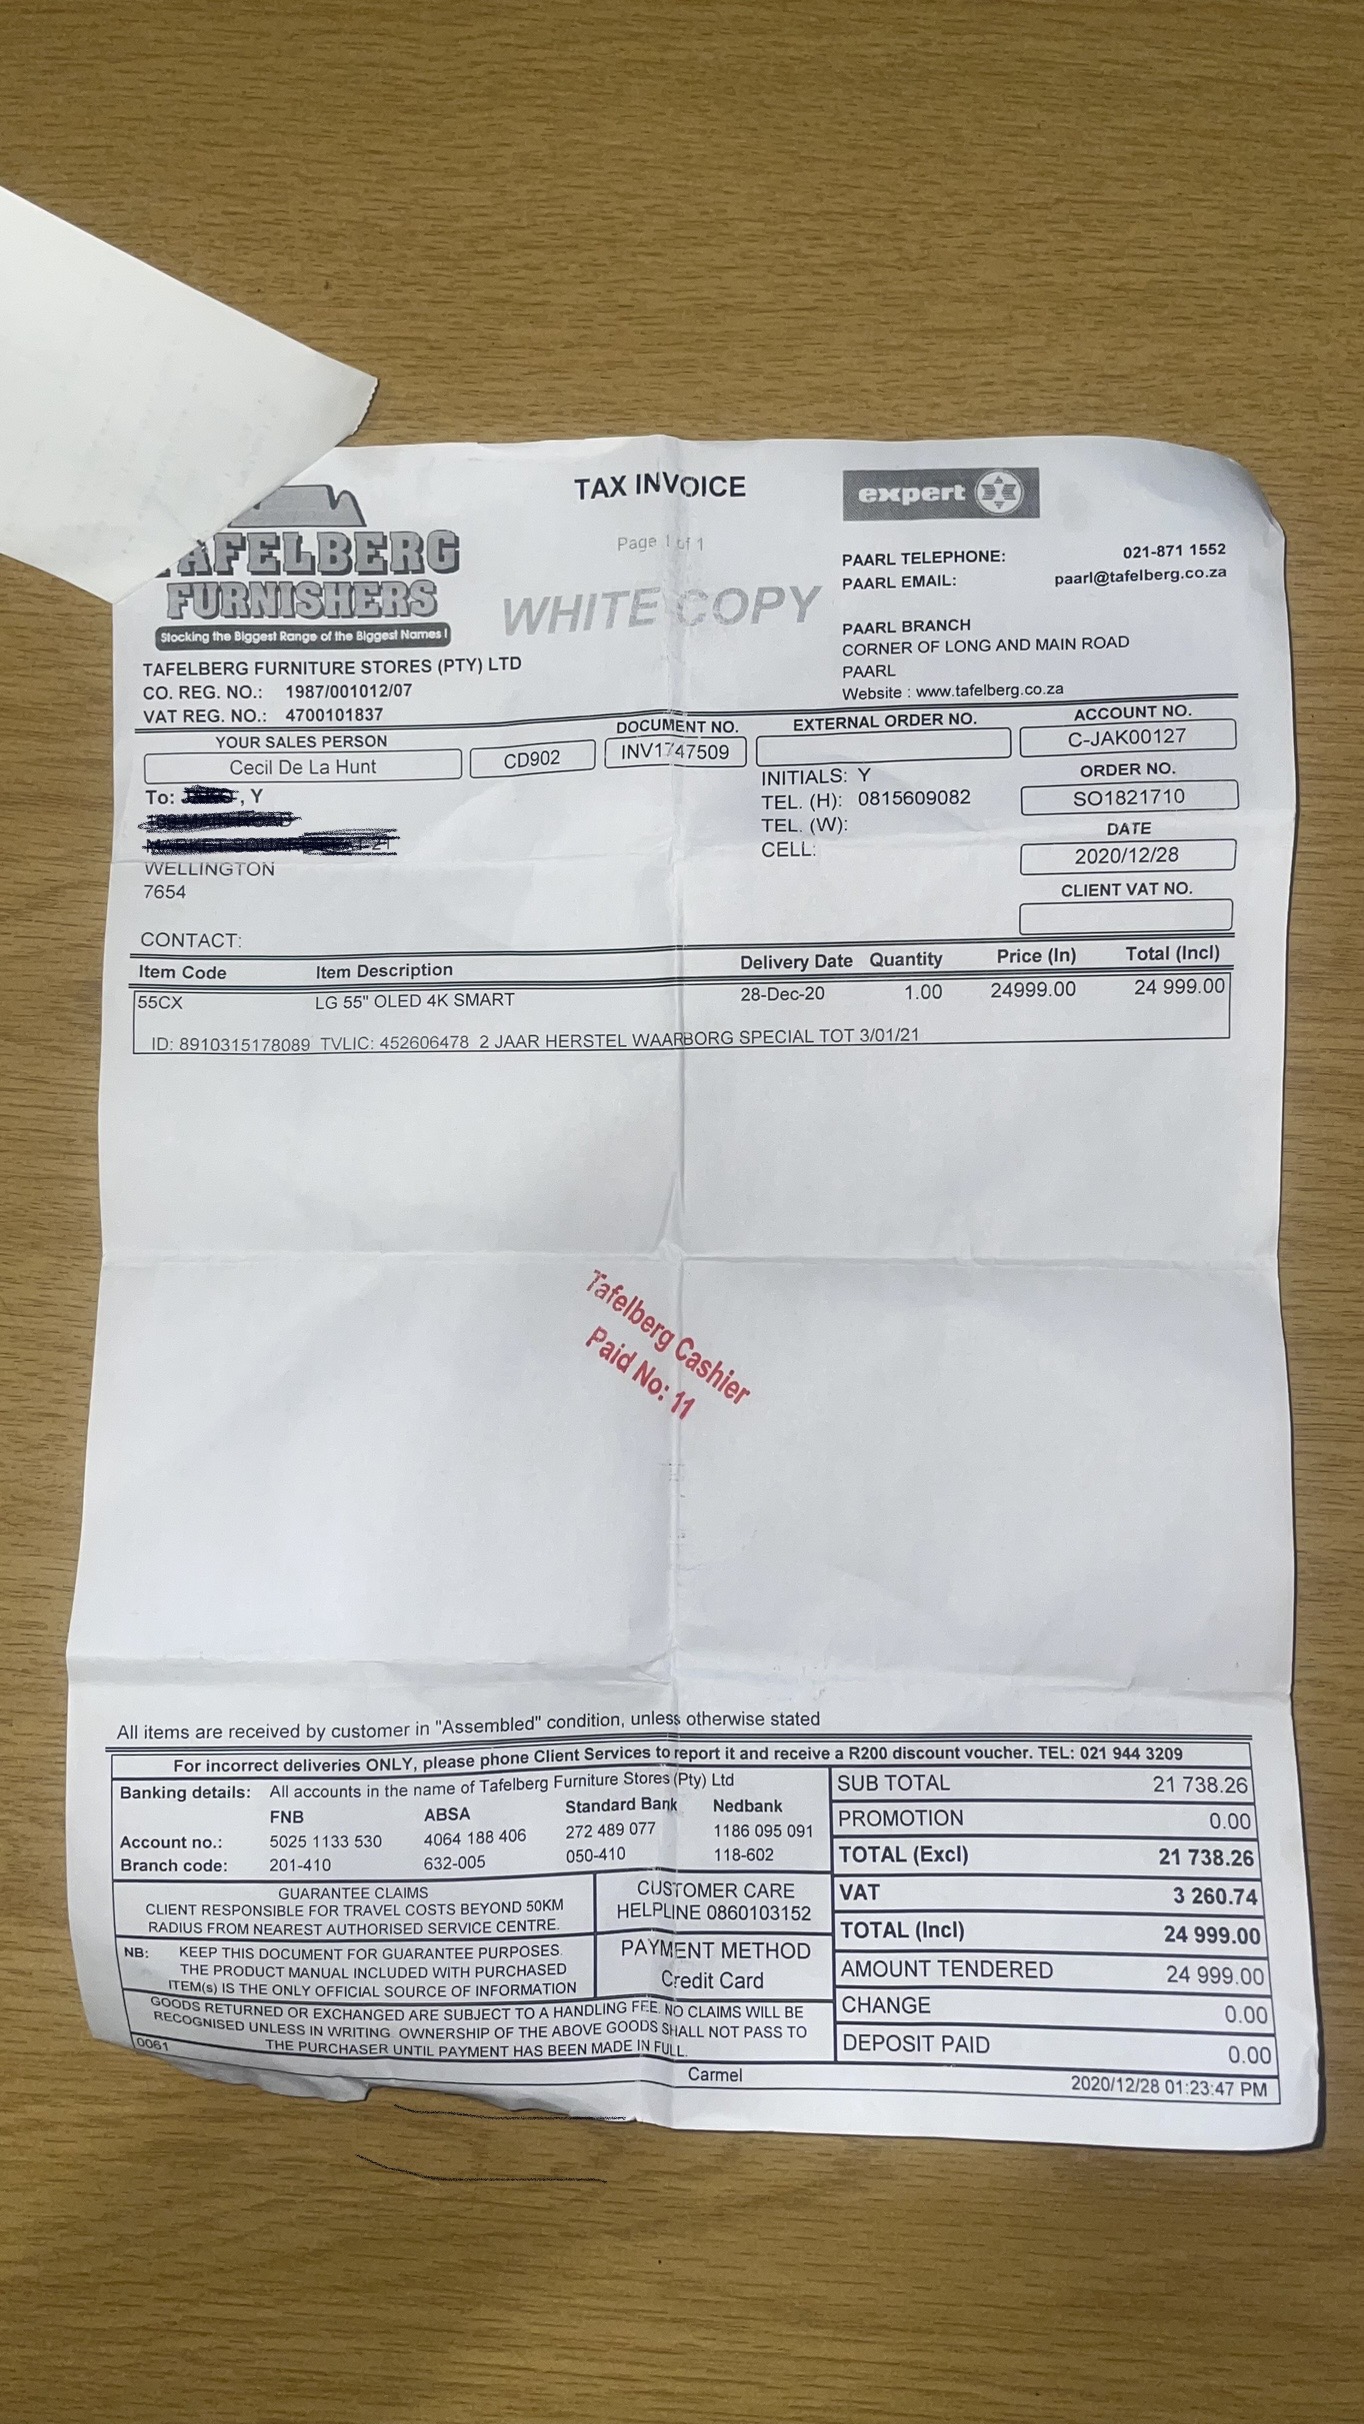 TAX INVOICE
expert
Page 1 of 1
AFELBERG
FURNISHERS
Stocking the Biggest Range of the Biggest Names !
WHITE COPY
PAARL TELEPHONE: 021-871 1552
PAARL EMAIL: paarl@tafelberg.co.za
PAARL BRANCH
CORNER OF LONG AND MAIN ROAD
PAARL
Website : www.tafelberg.co.za
TAFELBERG FURNITURE STORES (PTY) LTD
CO. REG. NO.: 1987/001012/07
VAT REG. NO.: 4700101837
YOUR SALES PERSON DOCUMENT NO. EXTERNAL ORDER NO. ACCOUNT NO.
Cecil De La Hunt CD902 INV1747509 C-JAK00127
To: , Y
INITIALS: Y
TEL. (H): 0815609082
TEL. (W):
CELL:
ORDER NO.
SO1821710
DATE
2020/12/28
CLIENT VAT NO.
WELLINGTON
7654
CONTACT:
Item Code Item Description Delivery Date Quantity Price (In) Total (Incl)
55CX LG 55" OLED 4K SMART 28-Dec-20 1.00 24999.00 24 999.00
ID: 8910315178089 TVLIC: 452606478 2 JAAR HERSTEL WAARBORG SPECIAL TOT 3/01/21
Tafelberg Cashier
Paid No: 11
All items are received by customer in "Assembled" condition, unless otherwise stated
For incorrect deliveries ONLY, please phone Client Services to report it and receive a R200 discount voucher. TEL: 021 944 3209
Banking details: All accounts in the name of Tafelberg Furniture Stores (Pty) Ltd
FNB ABSA Standard Bank Nedbank
Account no.: 5025 1133 530 4064 188 406 272 489 077 1186 095 091
Branch code: 201-410 632-005 050-410 118-602
GUARANTEE CLAIMS
CLIENT RESPONSIBLE FOR TRAVEL COSTS BEYOND 50KM
RADIUS FROM NEAREST AUTHORISED SERVICE CENTRE.
CUSTOMER CARE
HELPLINE 0860103152
NB: KEEP THIS DOCUMENT FOR GUARANTEE PURPOSES.
THE PRODUCT MANUAL INCLUDED WITH PURCHASED
ITEM(s) IS THE ONLY OFFICIAL SOURCE OF INFORMATION
PAYMENT METHOD
Credit Card
GOODS RETURNED OR EXCHANGED ARE SUBJECT TO A HANDLING FEE. NO CLAIMS WILL BE
RECOGNISED UNLESS IN WRITING. OWNERSHIP OF THE ABOVE GOODS SHALL NOT PASS TO
THE PURCHASER UNTIL PAYMENT HAS BEEN MADE IN FULL.
0061
SUB TOTAL 21 738.26
PROMOTION 0.00
TOTAL (Excl) 21 738.26
VAT 3 260.74
TOTAL (Incl) 24 999.00
AMOUNT TENDERED 24 999.00
CHANGE 0.00
DEPOSIT PAID 0.00
Carmel
2020/12/28 01:23:47 PM